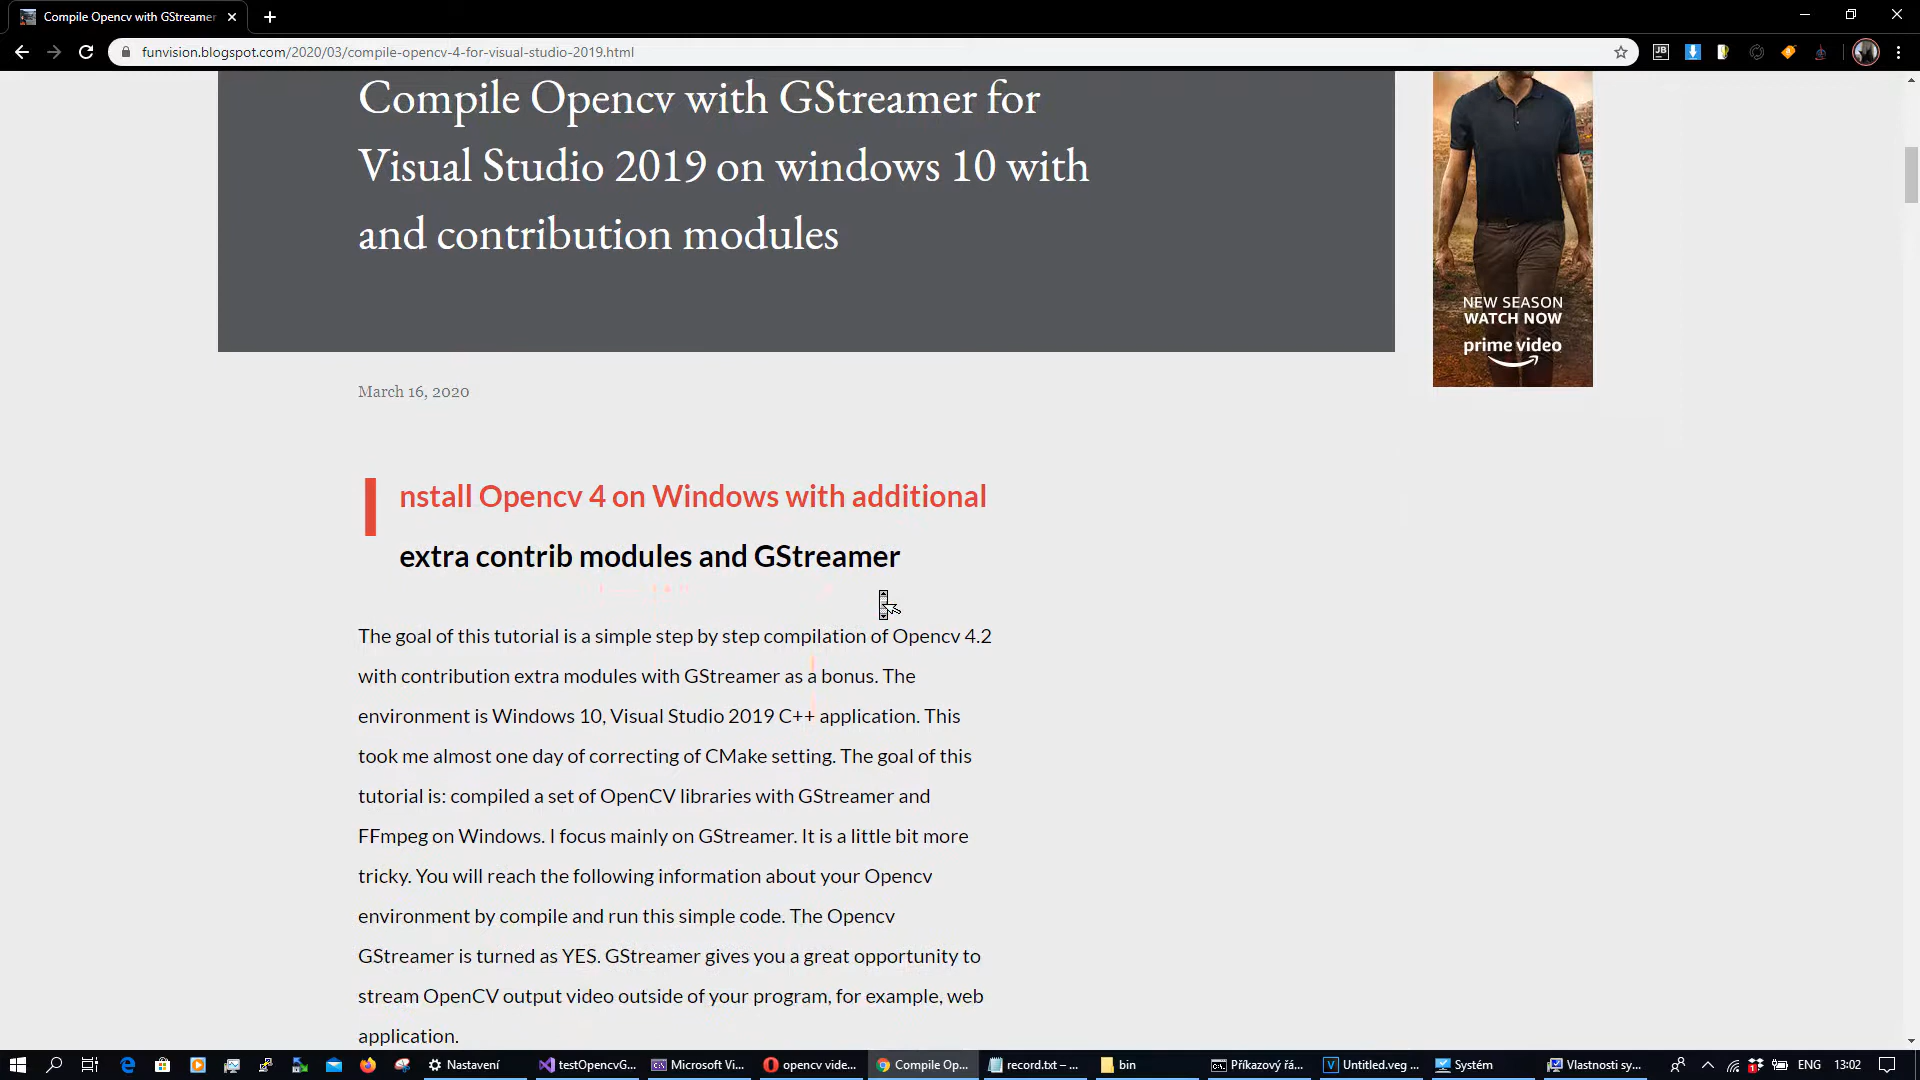 Compile Opencv with GStreamer
funvision.blogspot.com/2020/03/compile-opencv-4-for-visual-studio-2019.html
JB
Compile Opencv with GStreamer for
Visual Studio 2019 on windows 10 with
and contribution modules
NEW SEASON
WATCH NOW
prime video
March 16, 2020
Install Opencv 4 on Windows with additional
extra contrib modules and GStreamer
The goal of this tutorial is a simple step by step compilation of Opencv 4.2
with contribution extra modules with GStreamer as a bonus. The
environment is Windows 10, Visual Studio 2019 C++ application. This
took me almost one day of correcting of CMake setting. The goal of this
tutorial is: compiled a set of OpenCV libraries with GStreamer and
FFmpeg on Windows. I focus mainly on GStreamer. It is a little bit more
tricky. You will reach the following information about your Opencv
environment by compile and run this simple code. The Opencv
GStreamer is turned as YES. GStreamer gives you a great opportunity to
stream OpenCV output video outside of your program, for example, web
application.
Nastavení
testOpencvG...
Microsoft Vi...
opencv vide...
Compile Op...
record.txt – ...
bin
Příkazový řá...
Untitled.veg ...
Systém
Vlastnosti sy...
ENG
13:02